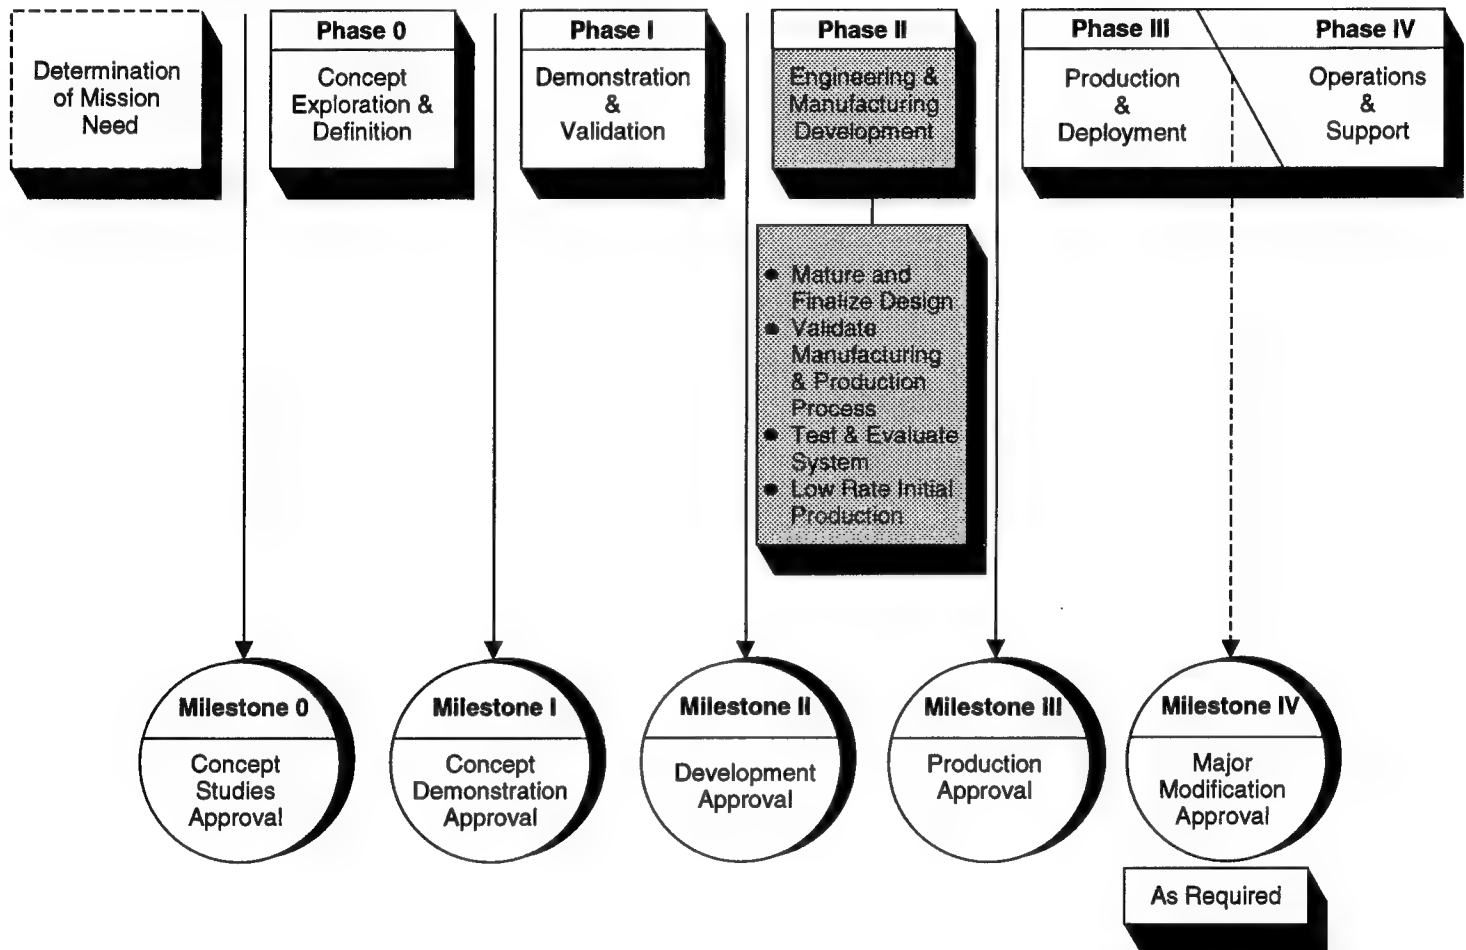 Determination
of Mission
Need
Phase 0
Concept
Exploration &
Definition
Phase I
Demonstration
&
Validation
Phase II
Engineering &
Manufacturing
Development
Phase III
Production
&
Deployment
Phase IV
Operations
&
Support
● Mature and
Finalize Design
● Validate
Manufacturing
& Production
Process
● Test & Evaluate
System
● Low Rate Initial
Production
Milestone 0
Concept
Studies
Approval
Milestone I
Concept
Demonstration
Approval
Milestone II
Development
Approval
Milestone III
Production
Approval
Milestone IV
Major
Modification
Approval
As Required